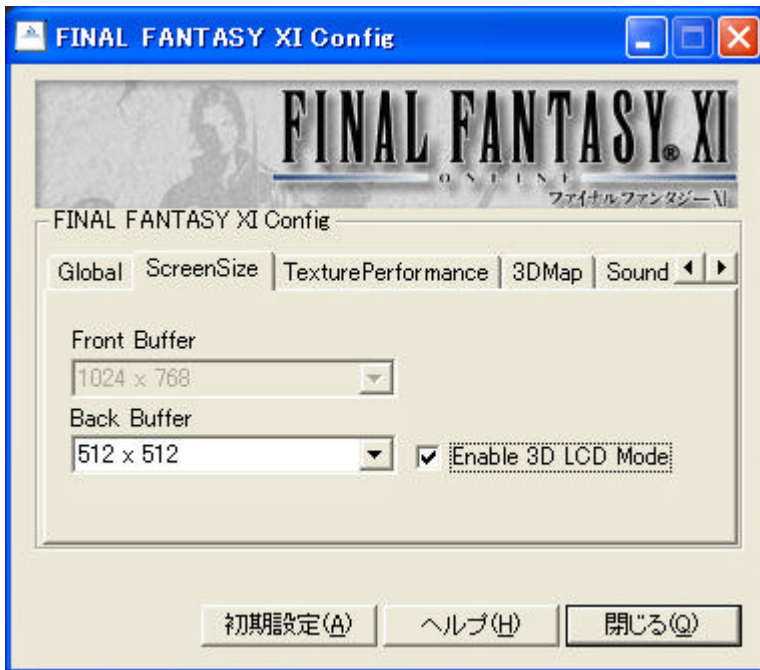 FINAL FANTASY XI Config
FINAL FANTASY® XI
ONLINE
ファイナルファンタジーXI
FINAL FANTASY XI Config
Global ScreenSize TexturePerformance 3DMap Sound
Front Buffer
1024 x 768
Back Buffer
512 x 512 Enable 3D LCD Mode
初期設定(A) ヘルプ(H) 閉じる(Q)